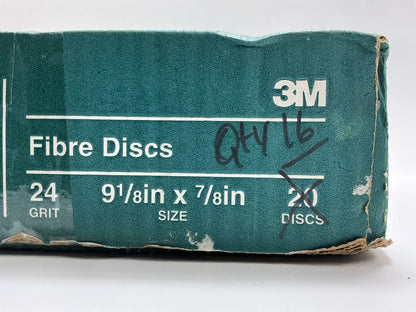 3M
Qty 16
Fibre Discs
24 9 1/8in x 7/8in 20
GRIT SIZE DISCS